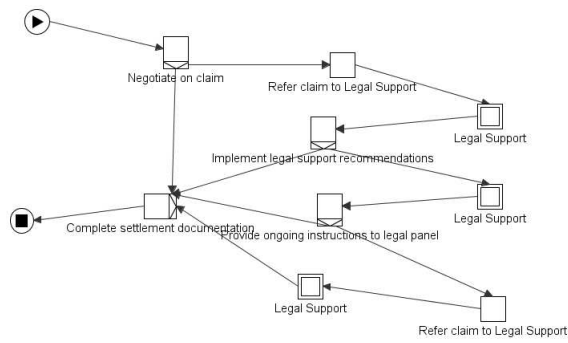 Negotiate on claim
Refer claim to Legal Support
Legal Support
Implement legal support recommendations
Legal Support
Complete settlement documentation
Provide ongoing instructions to legal panel
Legal Support
Refer claim to Legal Support